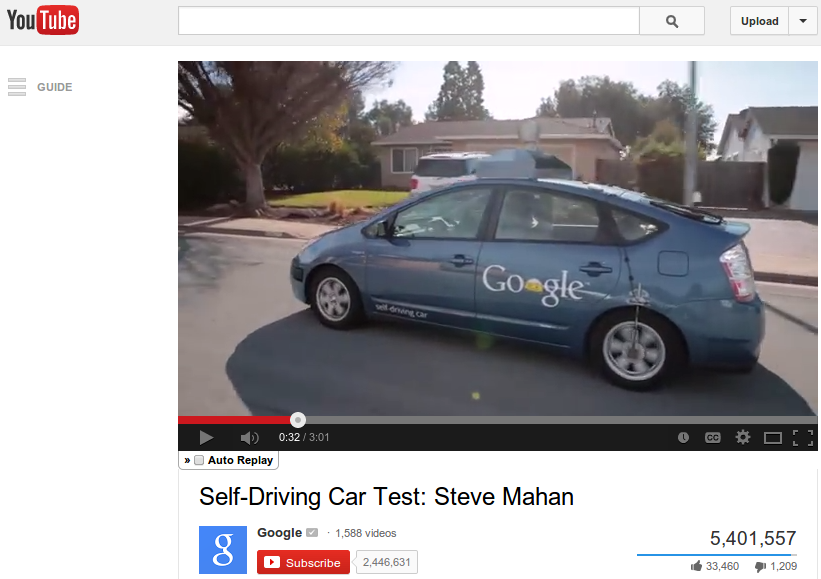 YouTube
Upload
GUIDE
Google
self-driving car
0:32 / 3:01
CC
» Auto Replay
Self-Driving Car Test: Steve Mahan
g
Google · 1,588 videos
5,401,557
Subscribe 2,446,631
33,460 1,209